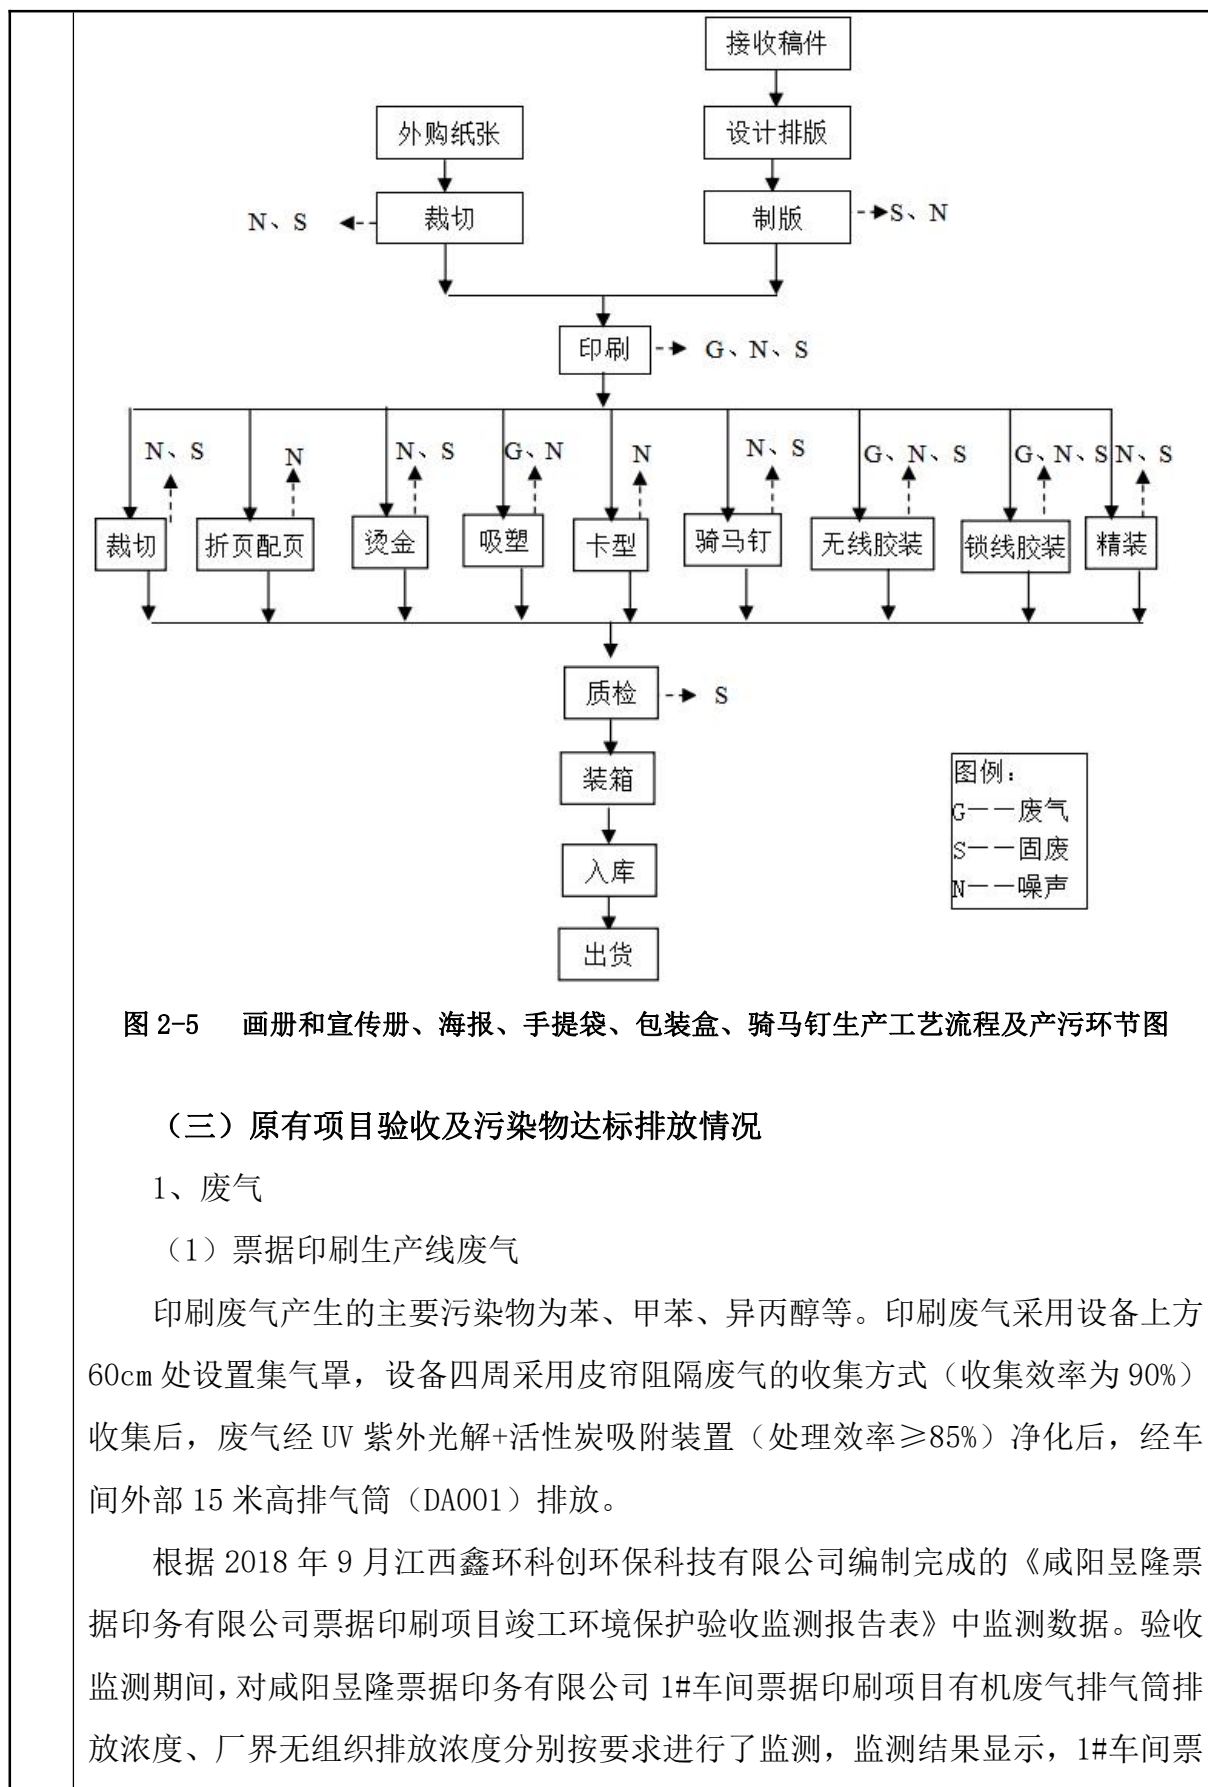 接收稿件
外购纸张
设计排版
N、S
裁切
制版
S、N
印刷
G、N、S
N、S
N
N、S
G、N
N
N、S
G、N、S
G、N、S
N、S
裁切
折页配页
烫金
吸塑
卡型
骑马钉
无线胶装
锁线胶装
精装
质检
S
装箱
入库
出货
图例：
G——废气
S——固废
N——噪声
图 2-5 画册和宣传册、海报、手提袋、包装盒、骑马钉生产工艺流程及产污环节图
（三）原有项目验收及污染物达标排放情况
1、废气
（1）票据印刷生产线废气
印刷废气产生的主要污染物为苯、甲苯、异丙醇等。印刷废气采用设备上方
60cm 处设置集气罩，设备四周采用皮帘阻隔废气的收集方式（收集效率为 90%）
收集后，废气经 UV 紫外光解+活性炭吸附装置（处理效率≥85%）净化后，经车
间外部 15 米高排气筒（DA001）排放。
根据 2018 年 9 月江西鑫环科创环保科技有限公司编制完成的《咸阳昱隆票
据印务有限公司票据印刷项目竣工环境保护验收监测报告表》中监测数据。验收
监测期间，对咸阳昱隆票据印务有限公司 1#车间票据印刷项目有机废气排气筒排
放浓度、厂界无组织排放浓度分别按要求进行了监测，监测结果显示，1#车间票